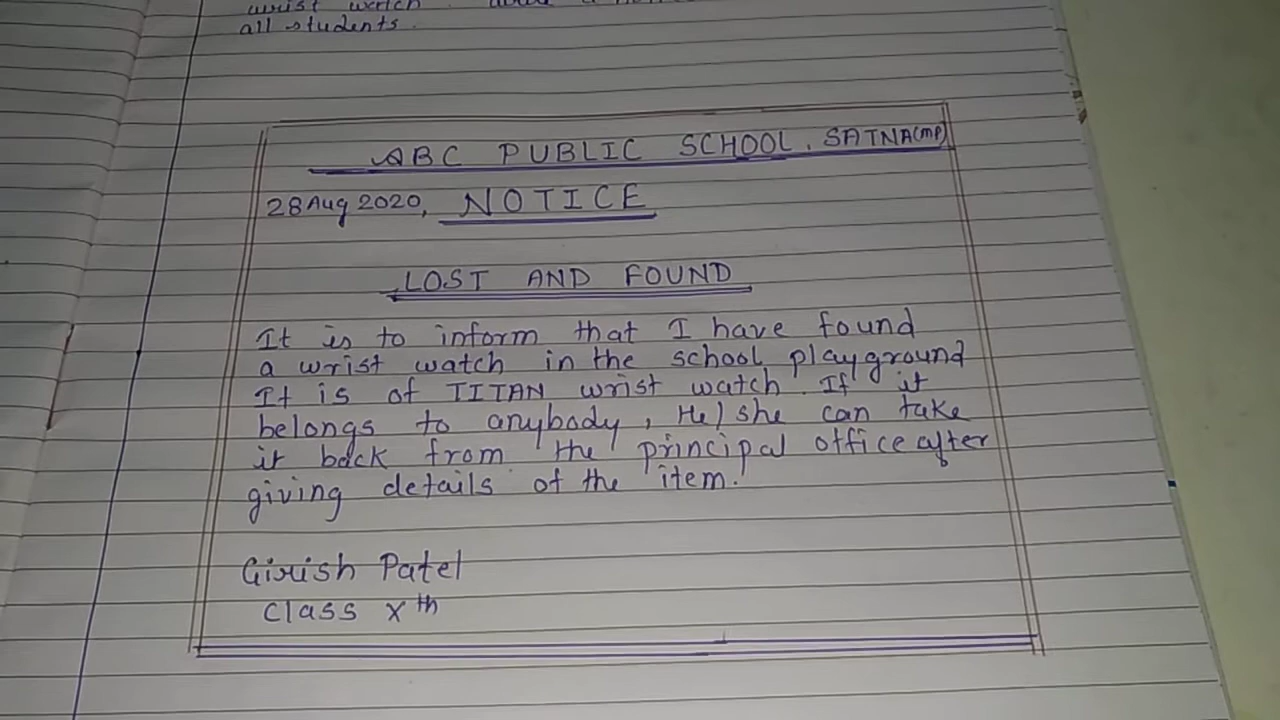 wrist watch
all students.
ABC PUBLIC SCHOOL, SATNA(MP)
28 Aug 2020, NOTICE
LOST AND FOUND
It is to inform that I have found
a wrist watch in the school playground
It is of TITAN wrist watch. If it
belongs to anybody, He/she can take
it back from the principal office after
giving details of the item.
Girish Patel
Class Xth